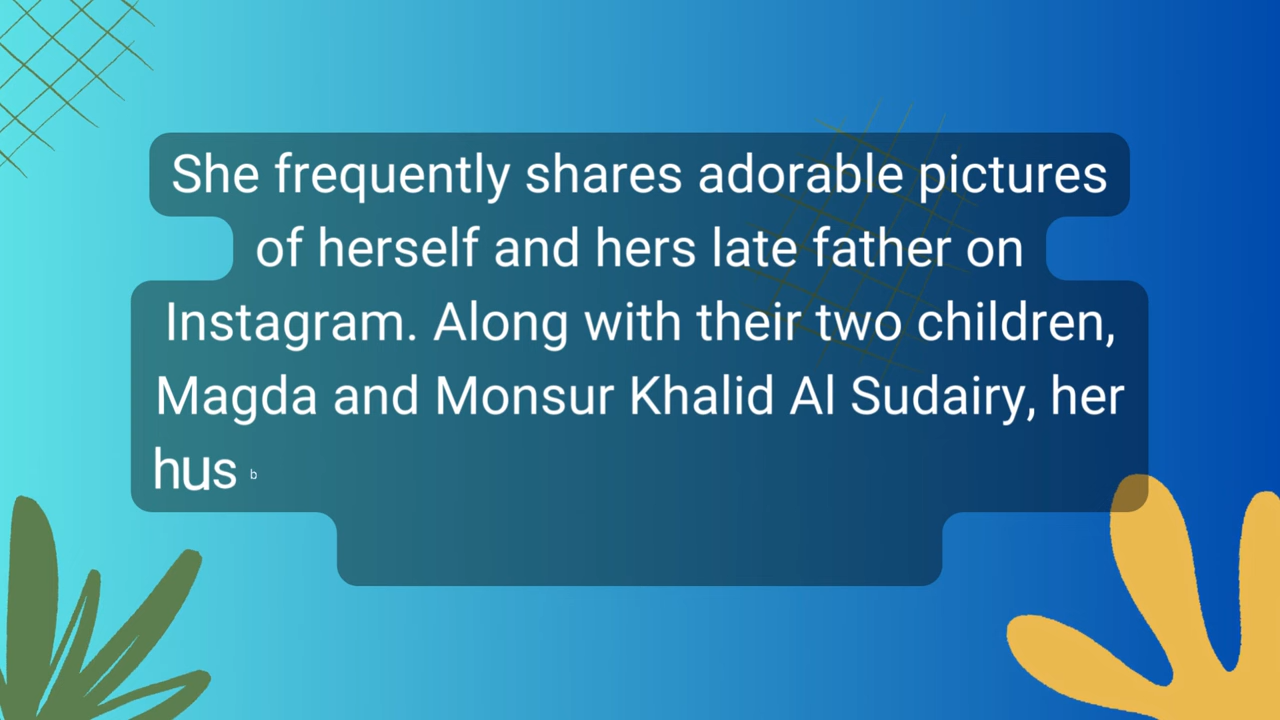 She frequently shares adorable pictures
of herself and hers late father on
Instagram. Along with their two children,
Magda and Monsur Khalid Al Sudairy, her
husb